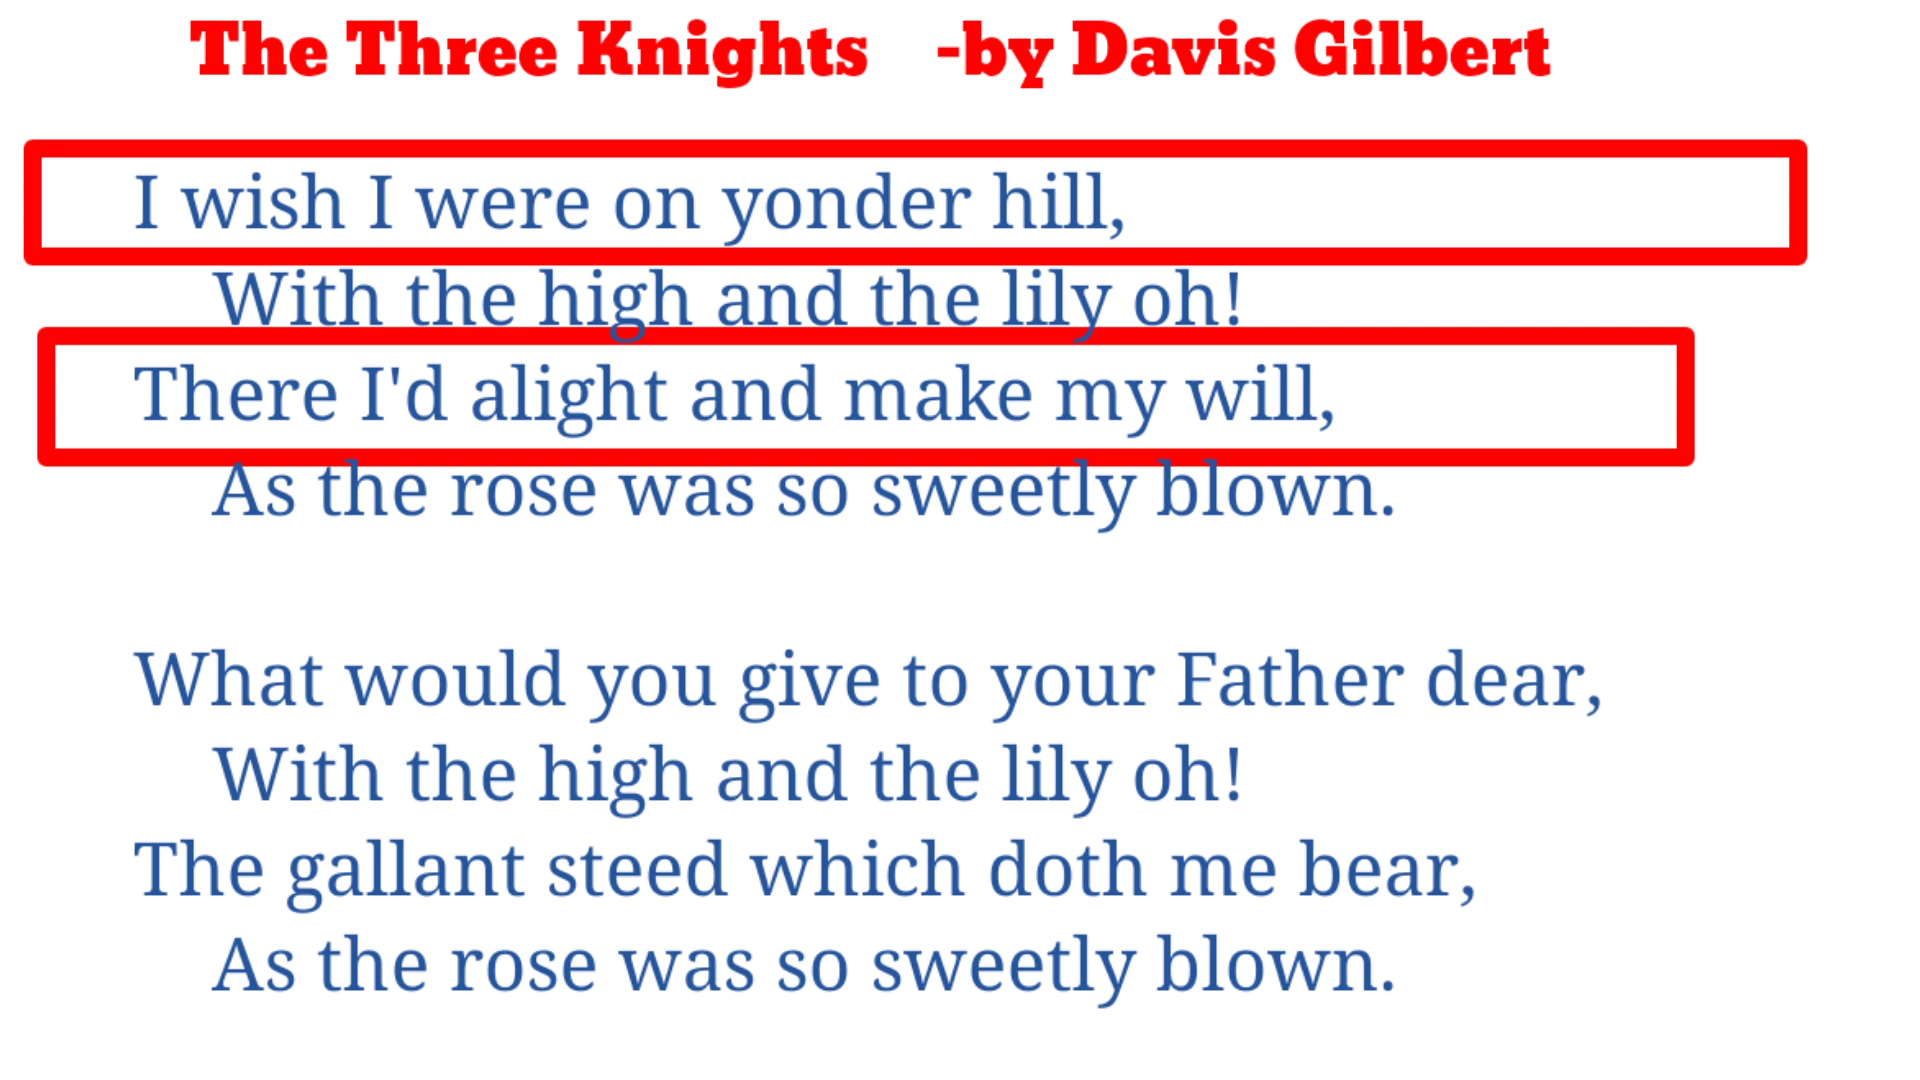 The Three Knights -by Davis Gilbert
I wish I were on yonder hill,
With the high and the lily oh!
There I'd alight and make my will,
As the rose was so sweetly blown.
What would you give to your Father dear,
With the high and the lily oh!
The gallant steed which doth me bear,
As the rose was so sweetly blown.